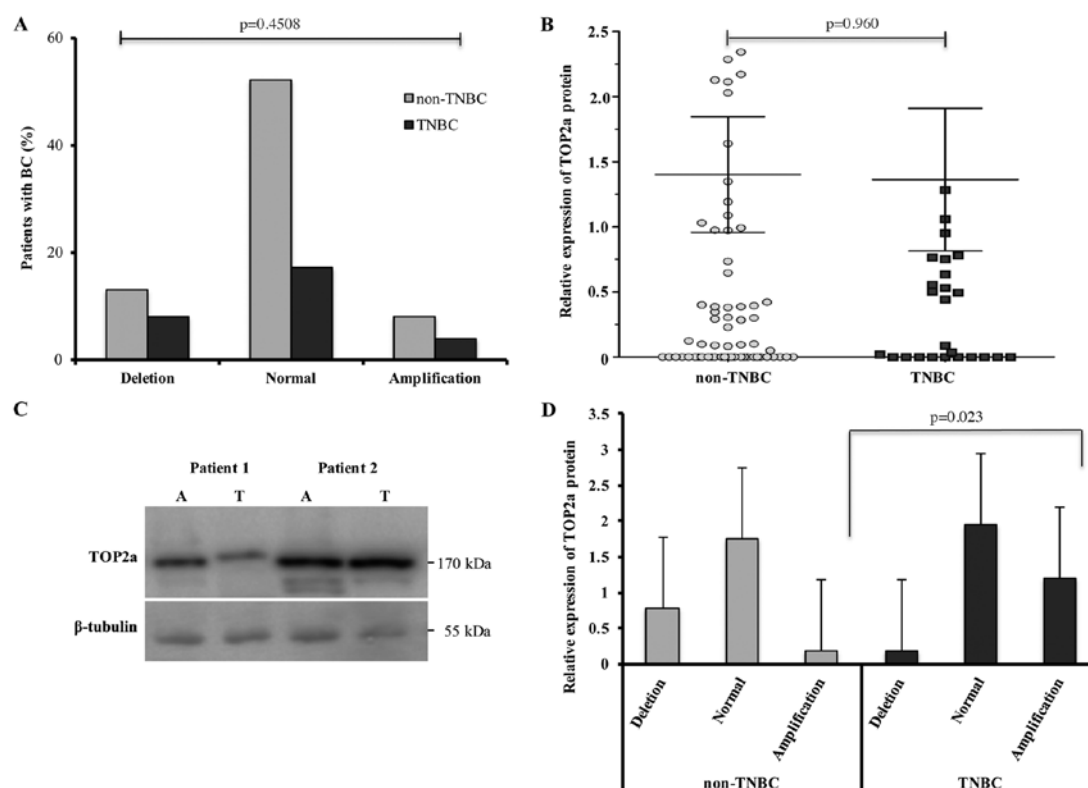 A
p=0.4508
Patients with BC (%)
60
40
20
0
non-TNBC
TNBC
Deletion Normal Amplification
B
p=0.960
Relative expression of TOP2a protein
2.5
2.0
1.5
1.0
0.5
0
non-TNBC TNBC
C
Patient 1 Patient 2
A T A T
TOP2a
170 kDa
β-tubulin
55 kDa
D
p=0.023
Relative expression of TOP2a protein
3.5
3
2.5
2
1.5
1
0.5
0
Deletion Normal Amplification Deletion Normal Amplification
non-TNBC TNBC